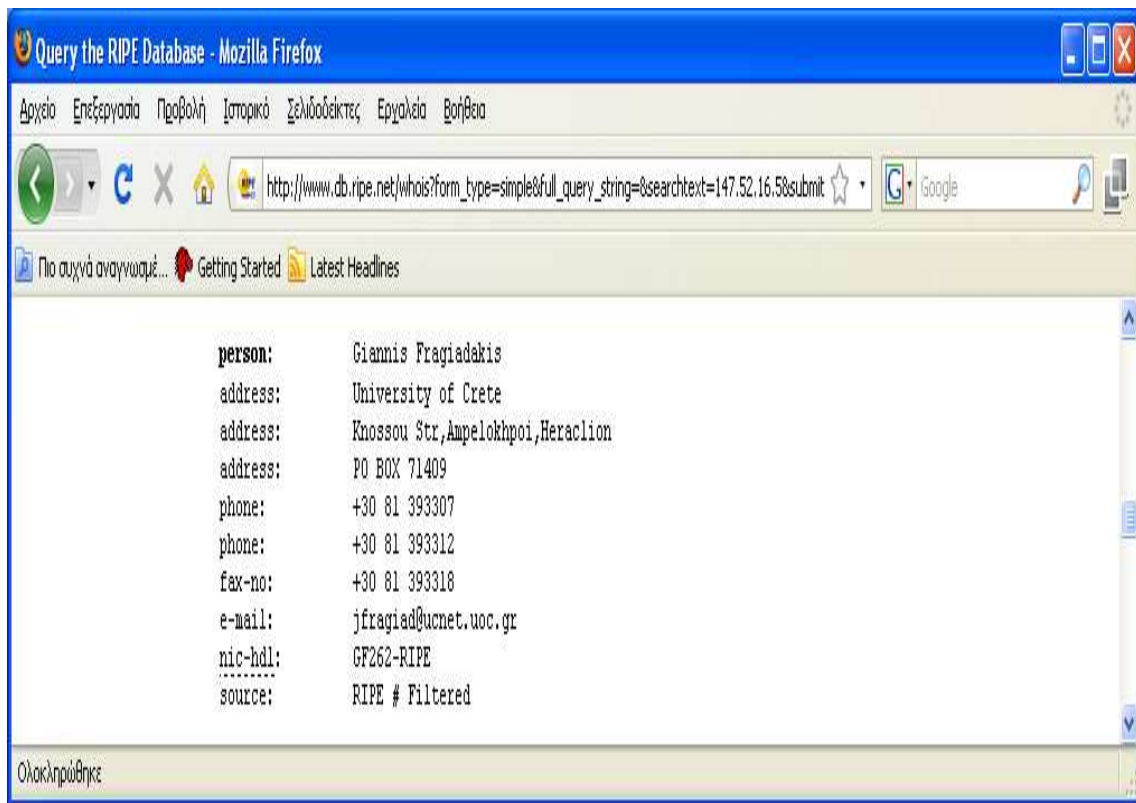 Query the RIPE Database - Mozilla Firefox
Αρχείο Επεξεργασία Προβολή Ιστορικό Σελιδοδείκτες Εργαλεία Βοήθεια
http://www.db.ripe.net/whois?form_type=simple&full_query_string=&searchtext=147.52.16.5&submit
Google
Πιο συχνά αναγνωσμέ... Getting Started Latest Headlines
person: Giannis Fragiadakis
address: University of Crete
address: Knossou Str,Ampelokhpoi,Heraclion
address: PO BOX 71409
phone: +30 81 393307
phone: +30 81 393312
fax-no: +30 81 393318
e-mail: jfragiad@ucnet.uoc.gr
nic-hdl: GF262-RIPE
source: RIPE # Filtered
Ολοκληρώθηκε